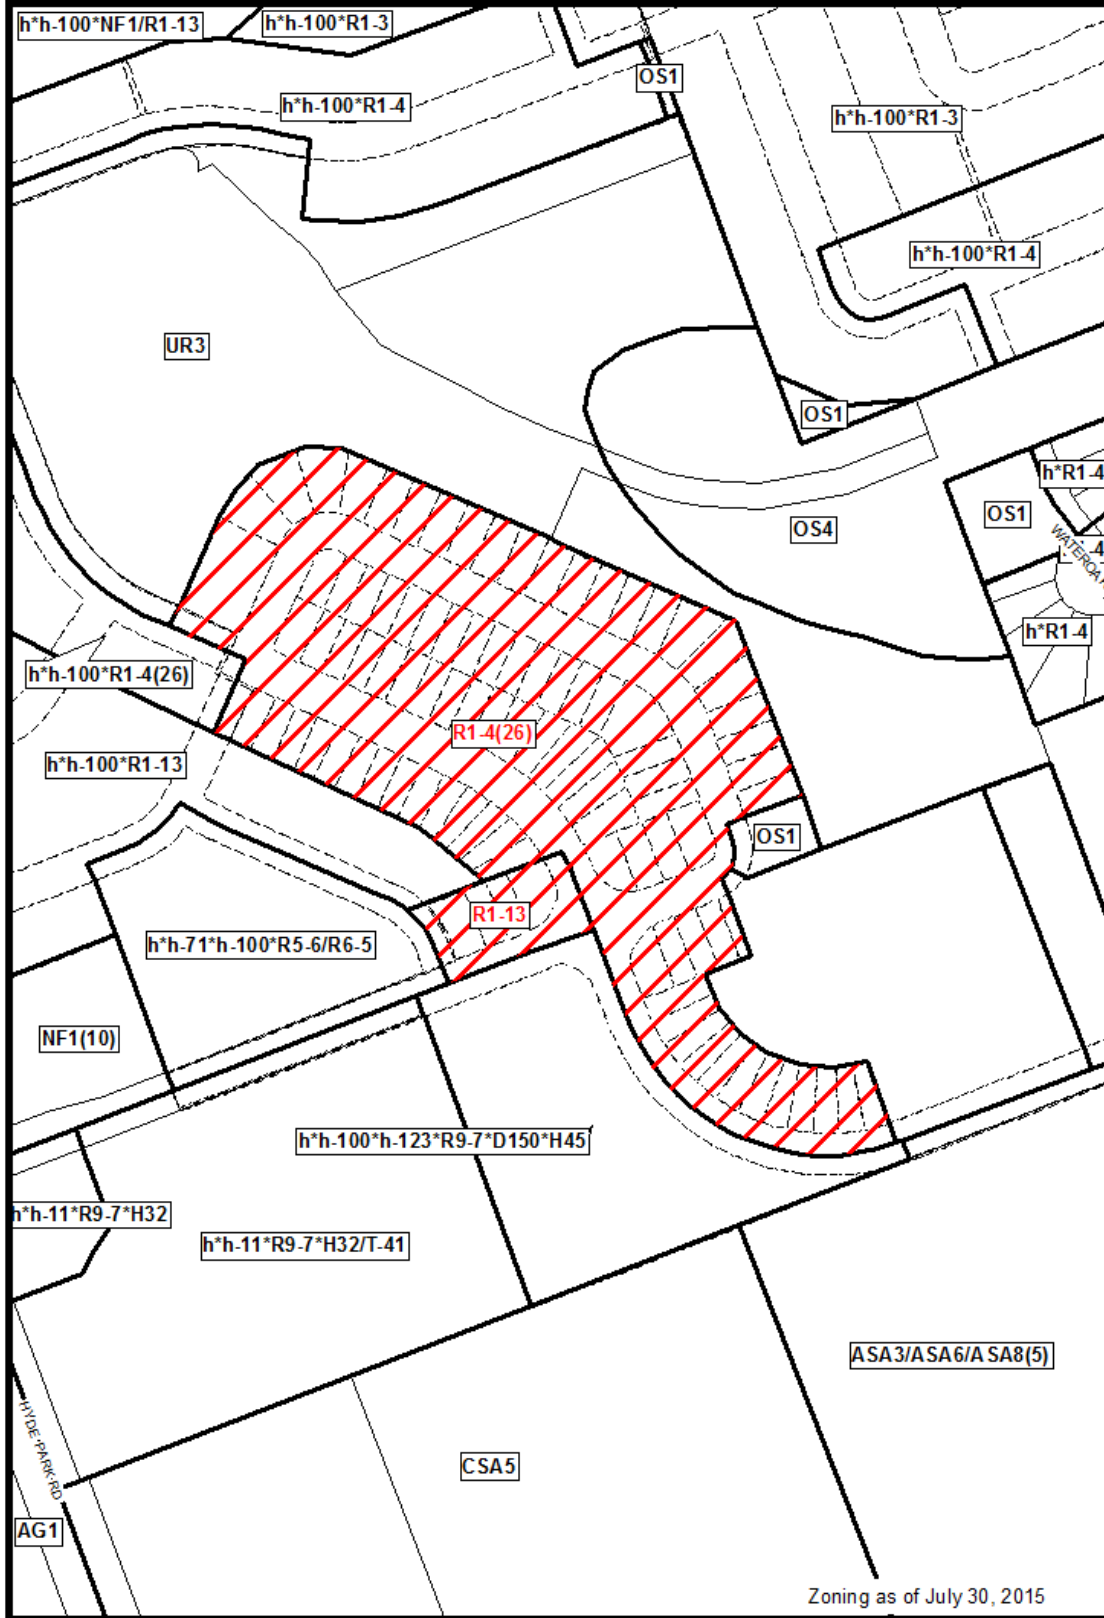 h*h-100*NF1/R1-13
h*h-100*R1-3
OS1
h*h-100*R1-4
h*h-100*R1-3
h*h-100*R1-4
UR3
OS1
h*R1-4
OS1
OS4
h*R1-4
h*h-100*R1-4(26)
R1-4(26)
h*h-100*R1-13
OS1
R1-13
h*h-71*h-100*R5-6/R6-5
NF1(10)
h*h-100*h-123*R9-7*D150*H45
h*h-11*R9-7*H32
h*h-11*R9-7*H32/T-41
ASA3/ASA6/ASA8(5)
HYDE PARK RD
CSA5
AG1
Zoning as of July 30, 2015